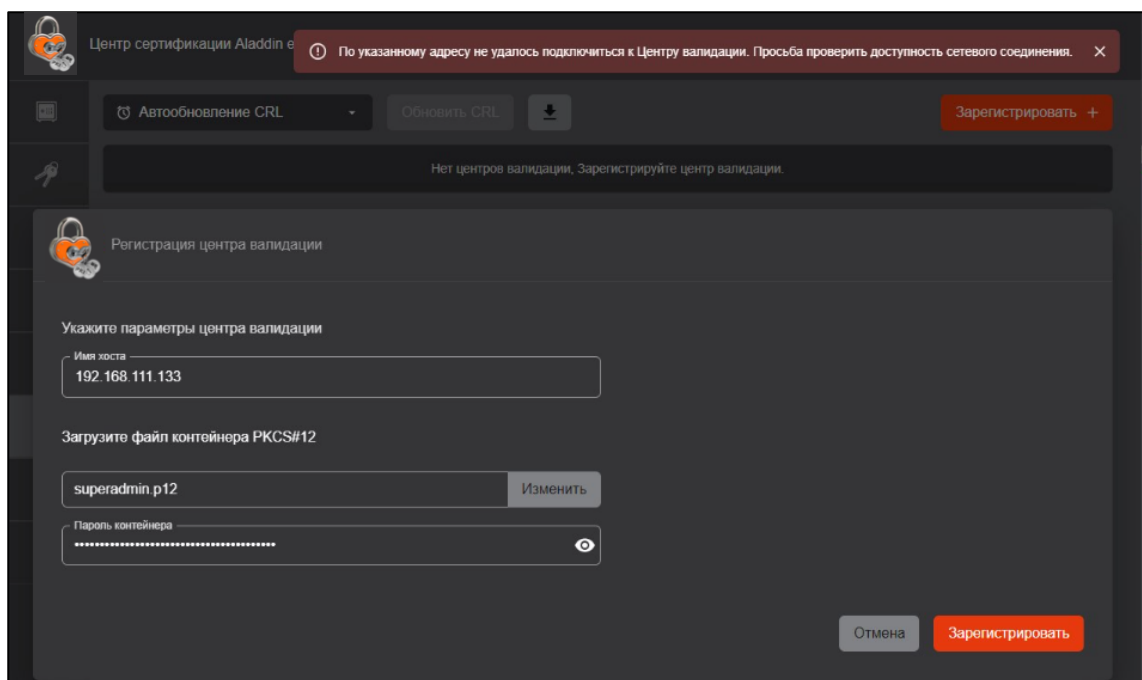 Центр сертификации Aladdin e
По указанному адресу не удалось подключиться к Центру валидации. Просьба проверить доступность сетевого соединения.
Автообновление CRL
Обновить CRL
Зарегистрировать +
Нет центров валидации, Зарегистрируйте центр валидации.
Регистрация центра валидации
Укажите параметры центра валидации
Имя хоста
192.168.111.133
Загрузите файл контейнера PKCS#12
superadmin.p12
Изменить
Пароль контейнера
Отмена
Зарегистрировать